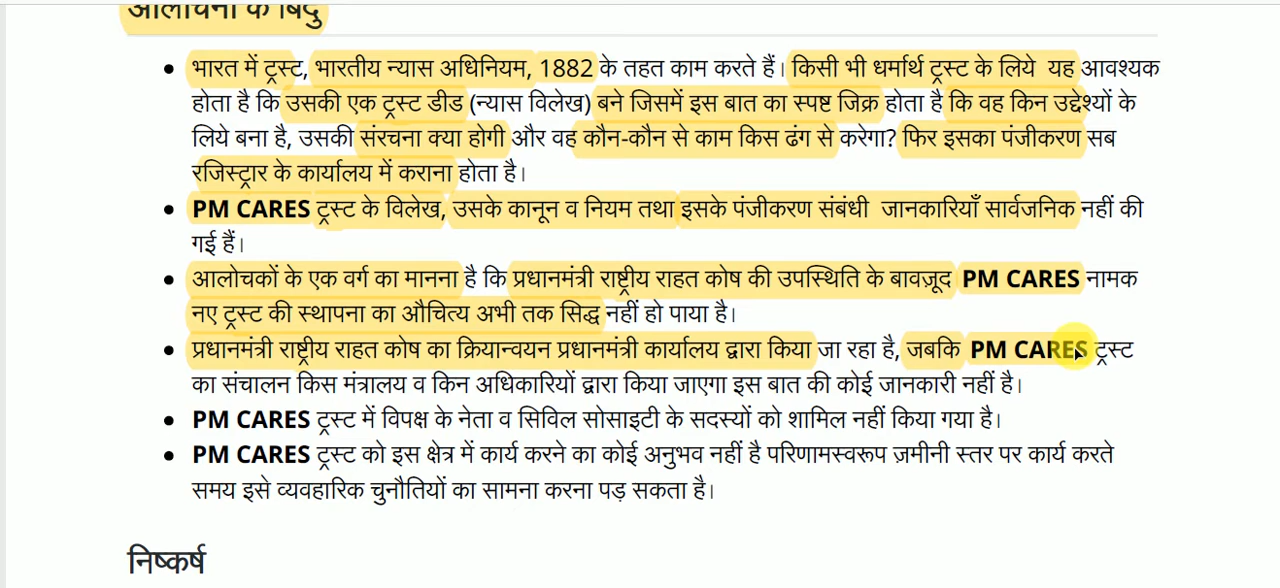 आलोचना के बिंदु
भारत में ट्रस्ट, भारतीय न्यास अधिनियम, 1882 के तहत काम करते हैं। किसी भी धर्मार्थ ट्रस्ट के लिये यह आवश्यक
होता है कि उसकी एक ट्रस्ट डीड (न्यास विलेख) बने जिसमें इस बात का स्पष्ट जिक्र होता है कि वह किन उद्देश्यों के
लिये बना है, उसकी संरचना क्या होगी और वह कौन-कौन से काम किस ढंग से करेगा? फिर इसका पंजीकरण सब
रजिस्ट्रार के कार्यालय में कराना होता है।
PM CARES ट्रस्ट के विलेख, उसके कानून व नियम तथा इसके पंजीकरण संबंधी जानकारियाँ सार्वजनिक नहीं की
गई हैं।
आलोचकों के एक वर्ग का मानना है कि प्रधानमंत्री राष्ट्रीय राहत कोष की उपस्थिति के बावज़ूद PM CARES नामक
नए ट्रस्ट की स्थापना का औचित्य अभी तक सिद्ध नहीं हो पाया है।
प्रधानमंत्री राष्ट्रीय राहत कोष का क्रियान्वयन प्रधानमंत्री कार्यालय द्वारा किया जा रहा है, जबकि PM CARES ट्रस्ट
का संचालन किस मंत्रालय व किन अधिकारियों द्वारा किया जाएगा इस बात की कोई जानकारी नहीं है।
PM CARES ट्रस्ट में विपक्ष के नेता व सिविल सोसाइटी के सदस्यों को शामिल नहीं किया गया है।
PM CARES ट्रस्ट को इस क्षेत्र में कार्य करने का कोई अनुभव नहीं है परिणामस्वरूप ज़मीनी स्तर पर कार्य करते
समय इसे व्यवहारिक चुनौतियों का सामना करना पड़ सकता है।
निष्कर्ष